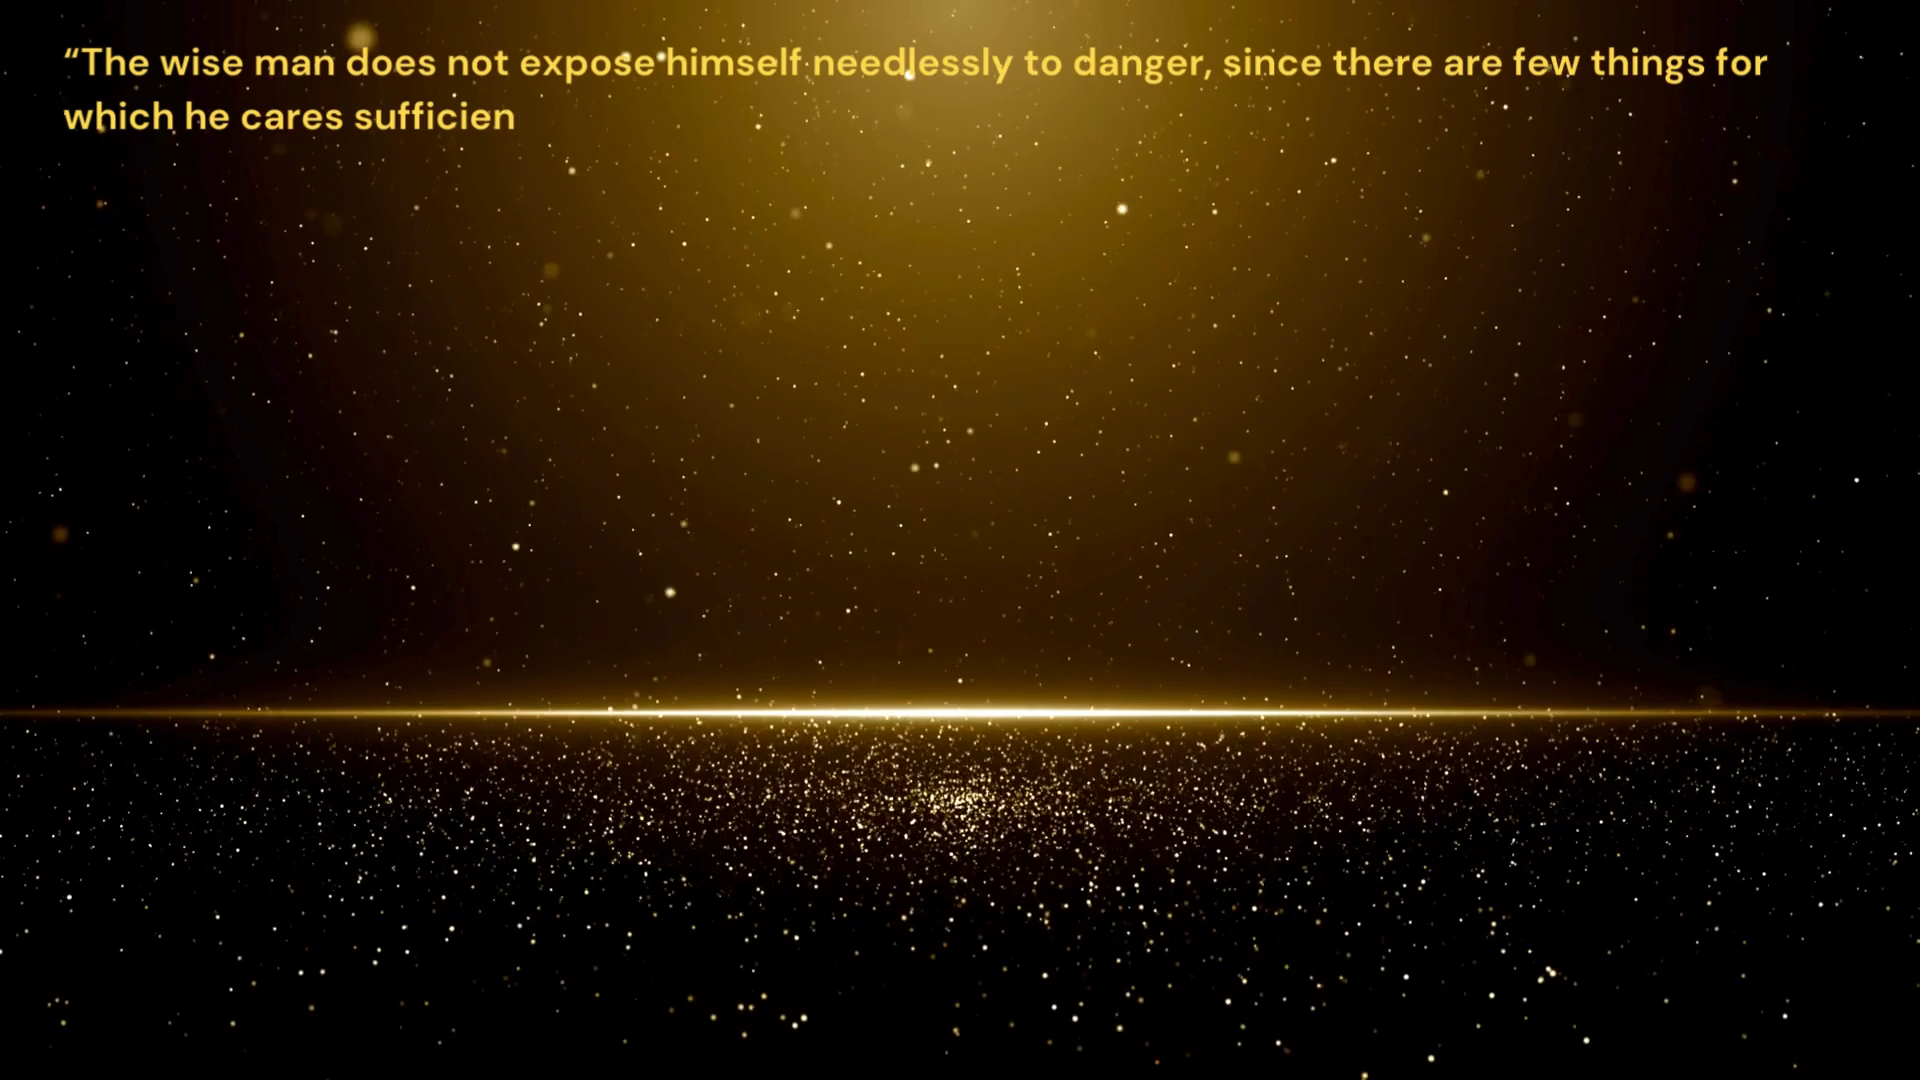 “The wise man does not expose himself needlessly to danger, since there are few things for
which he cares sufficien